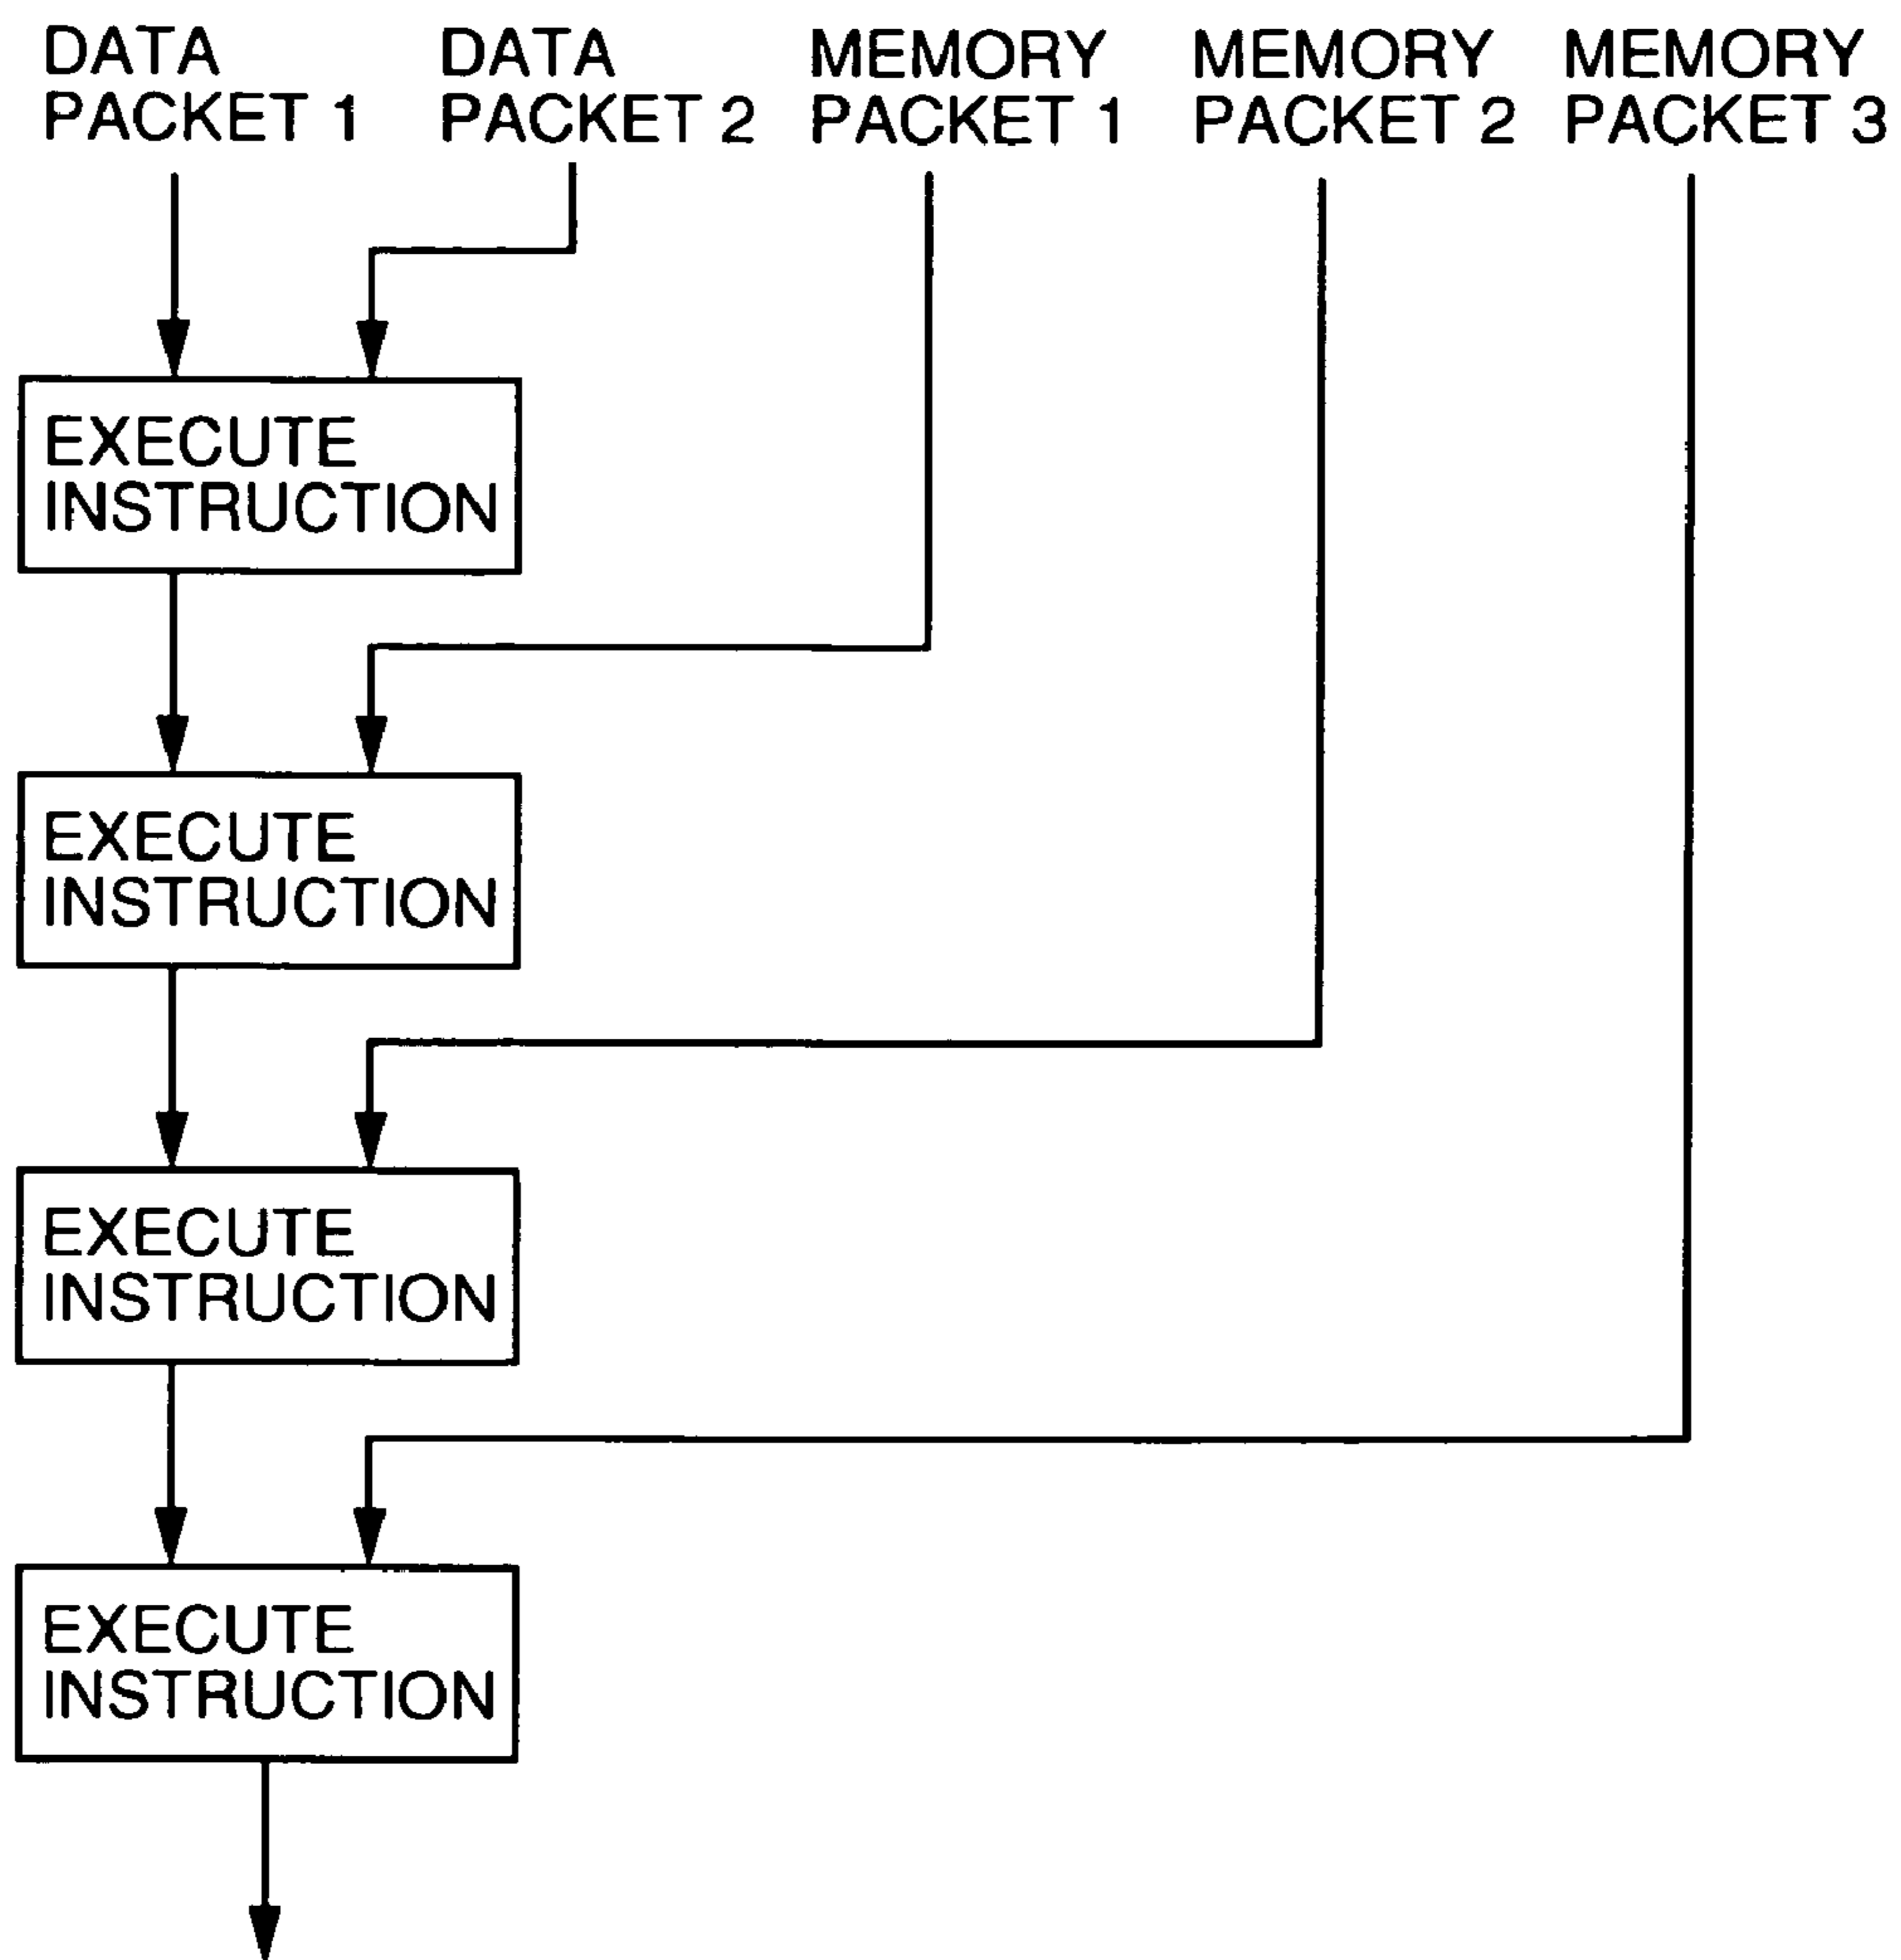 DATA
PACKET 1
DATA
PACKET 2
MEMORY
PACKET 1
MEMORY
PACKET 2
MEMORY
PACKET 3
EXECUTE
INSTRUCTION
EXECUTE
INSTRUCTION
EXECUTE
INSTRUCTION
EXECUTE
INSTRUCTION